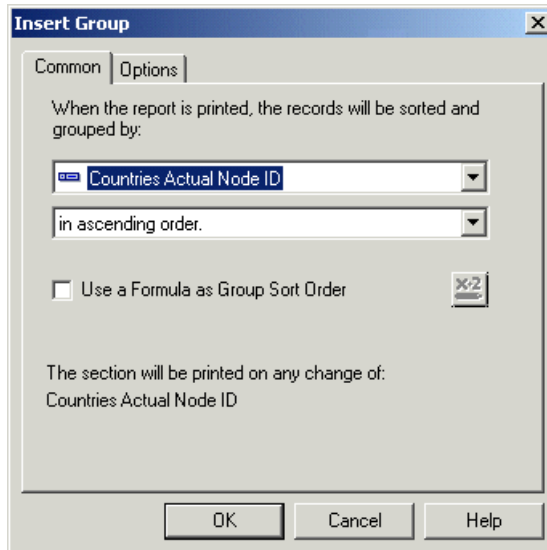 Insert Group
Common
Options
When the report is printed, the records will be sorted and
grouped by:
Countries Actual Node ID
in ascending order.
Use a Formula as Group Sort Order
x-2
The section will be printed on any change of:
Countries Actual Node ID
OK
Cancel
Help